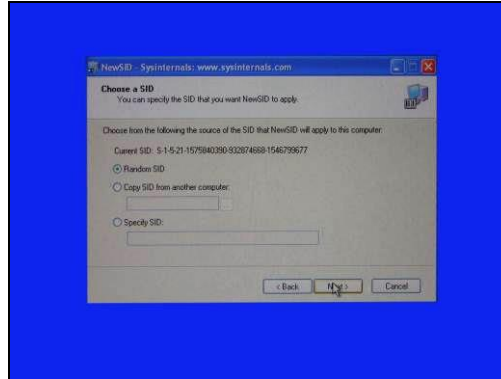 NewSID - Sysinternals: www.sysinternals.com
Choose a SID
You can specify the SID that you want NewSID to apply.
Choose from the following the source of the SID that NewSID will apply to this computer:
Current SID: S-1-5-21-1575840390-932874668-1546799677
Random SID
Copy SID from another computer:
Specify SID:
< Back
Next >
Cancel